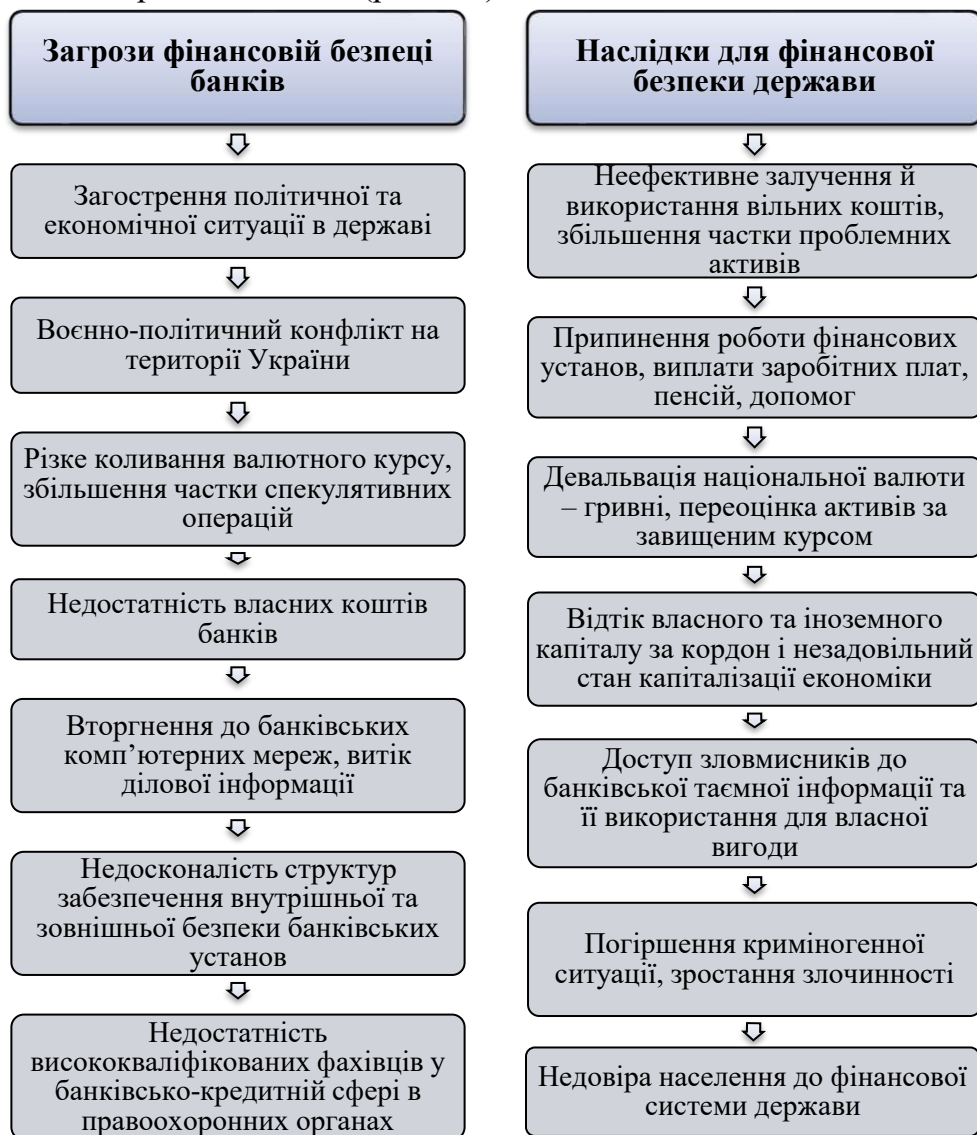 Загрози фінансовій безпеці
банків
Загострення політичної та
економічної ситуації в державі
Воєнно-політичний конфлікт на
території України
Різке коливання валютного курсу,
збільшення частки спекулятивних
операцій
Недостатність власних коштів
банків
Вторгнення до банківських
комп’ютерних мереж, витік
ділової інформації
Недосконалість структур
забезпечення внутрішньої та
зовнішньої безпеки банківських
установ
Недостатність
висококваліфікованих фахівців у
банківсько-кредитній сфері в
правоохоронних органах
Наслідки для фінансової
безпеки держави
Неефективне залучення й
використання вільних коштів,
збільшення частки проблемних
активів
Припинення роботи фінансових
установ, виплати заробітних плат,
пенсій, допомог
Девальвація національної валюти
– гривні, переоцінка активів за
завищеним курсом
Відтік власного та іноземного
капіталу за кордон і незадовільний
стан капіталізації економіки
Доступ зловмисників до
банківської таємної інформації та
її використання для власної
вигоди
Погіршення криміногенної
ситуації, зростання злочинності
Недовіра населення до фінансової
системи держави